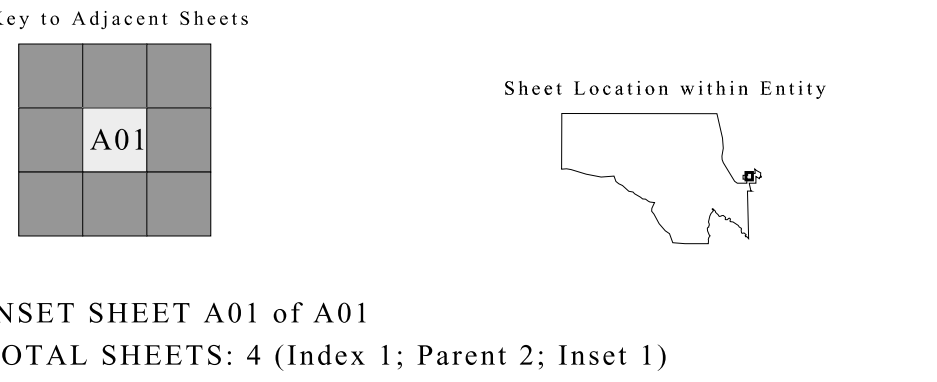 ey to Adjacent Sheets
Sheet Location within Entity
A01
NSET SHEET A01 of A01
OTAL SHEETS: 4 (Index 1; Parent 2; Inset 1)